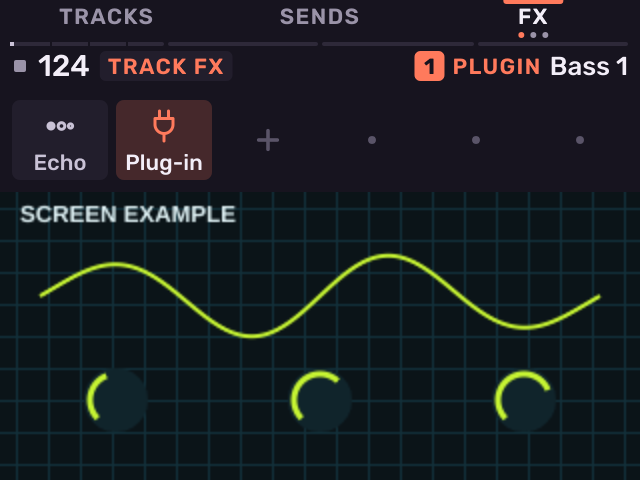 TRACKS SENDS FX
124 TRACK FX 1 PLUGIN Bass 1
Echo Plug-in
SCREEN EXAMPLE